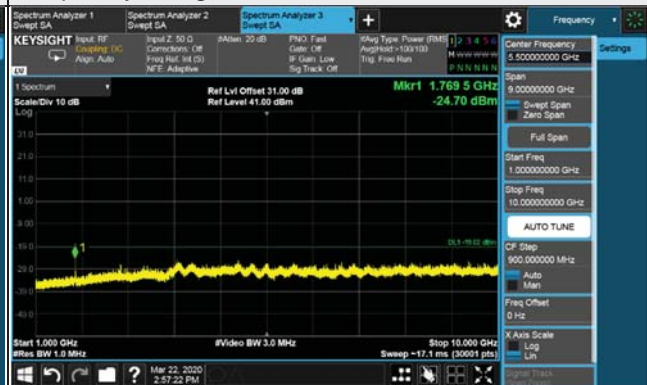 Spectrum Analyzer 1
Swept SA
Spectrum Analyzer 2
Swept SA
Spectrum Analyzer 3
Swept SA
+
Frequency
KEYSIGHT
Input: RF
Coupling: DC
Align: Auto
Input Z: 50 Ω
Corrections: Off
Freq Ref: Int (S)
NFE: Adaptive
#Atten: 20 dB
PNO: Fast
Gate: Off
IF Gain: Low
Sig Track: Off
#Avg Type: Power (RMS)
Avg|Hold:>100/100
Trig: Free Run
1 2 3 4 5 6
M W W W W W
P N N N N N
1 Spectrum
Scale/Div 10 dB
Log
Ref Lvl Offset 31.00 dB
Ref Level 41.00 dBm
Mkr1 1.769 5 GHz
-24.70 dBm
31.0
21.0
11.0
1.00
-9.00
-19.0
-29.0
-39.0
-49.0
1
Start 1.000 GHz
#Res BW 1.0 MHz
#Video BW 3.0 MHz
Stop 10.000 GHz
Sweep ~17.1 ms (30001 pts)
Mar 22, 2020
2:57:22 PM
Center Frequency
5.500000000 GHz
Settings
Span
9.00000000 GHz
Swept Span
Zero Span
Full Span
Start Freq
1.000000000 GHz
Stop Freq
10.000000000 GHz
AUTO TUNE
CF Step
900.000000 MHz
Auto
Man
Freq Offset
0 Hz
X Axis Scale
Log
Lin
Signal Track